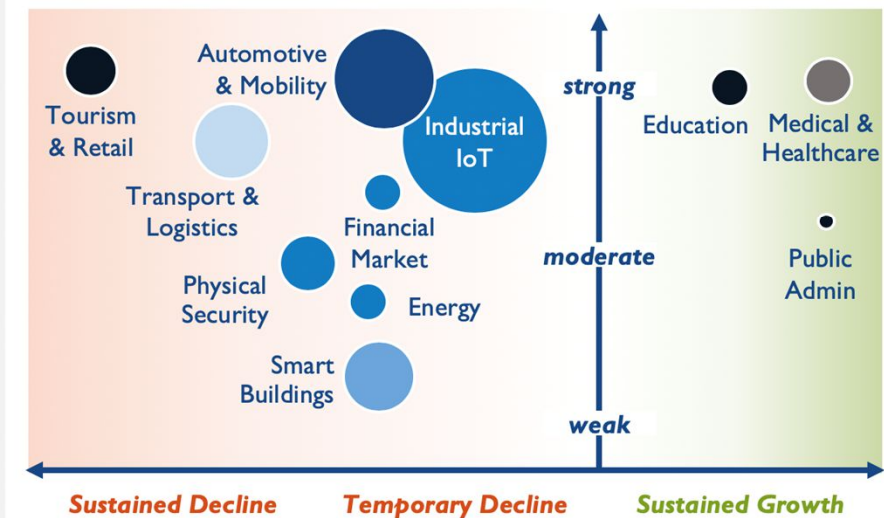 Automotive
& Mobility
strong
Tourism
& Retail
Industrial
IoT
Education
Medical &
Healthcare
Transport &
Logistics
Financial
Market
moderate
Public
Admin
Physical
Security
Energy
Smart
Buildings
weak
Sustained Decline
Temporary Decline
Sustained Growth